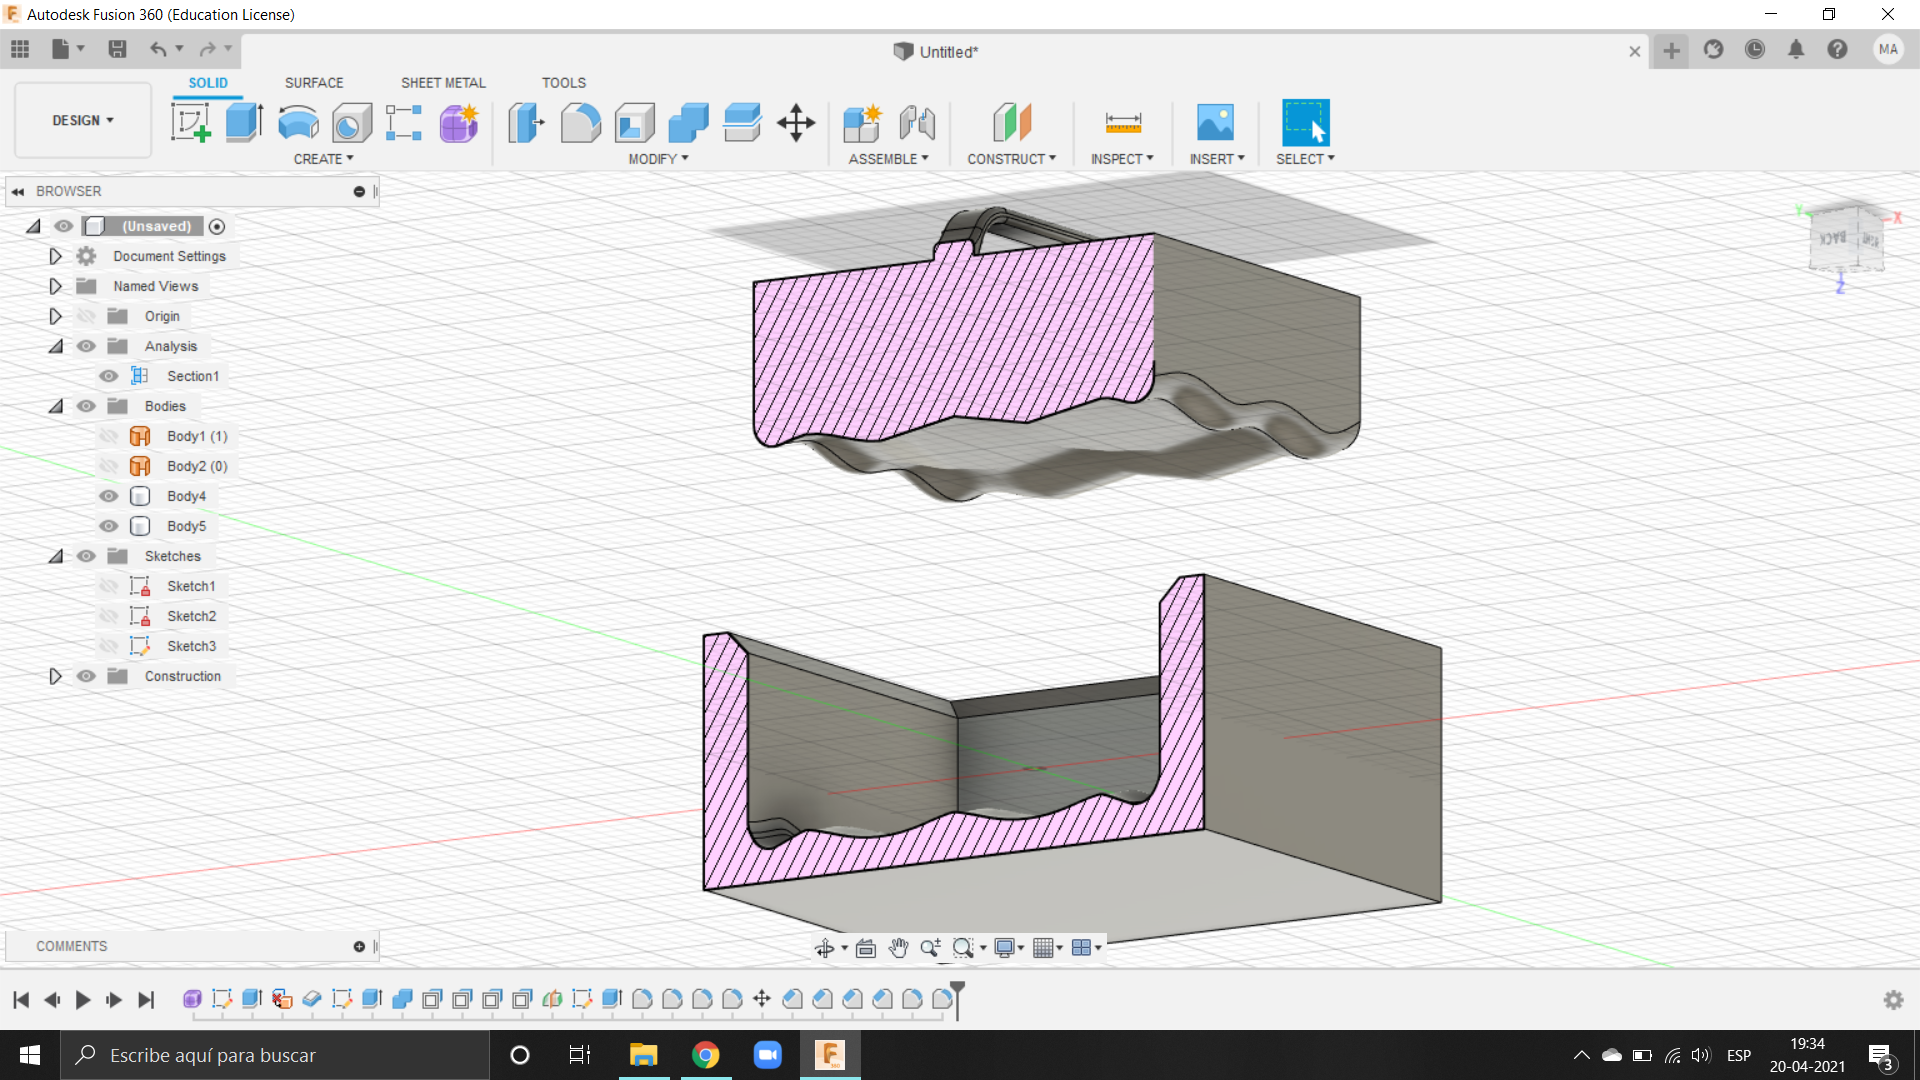 Autodesk Fusion 360 (Education License)
Untitled*
MA
SOLID
SURFACE
SHEET METAL
TOOLS
DESIGN
CREATE
MODIFY
ASSEMBLE
CONSTRUCT
INSPECT
INSERT
SELECT
BROWSER
(Unsaved)
Document Settings
Named Views
Origin
Analysis
Section1
Bodies
Body1 (1)
Body2 (0)
Body4
Body5
Sketches
Sketch1
Sketch2
Sketch3
Construction
Y
X
BACK
Z
COMMENTS
Escribe aquí para buscar
ESP
19:34
20-04-2021
3